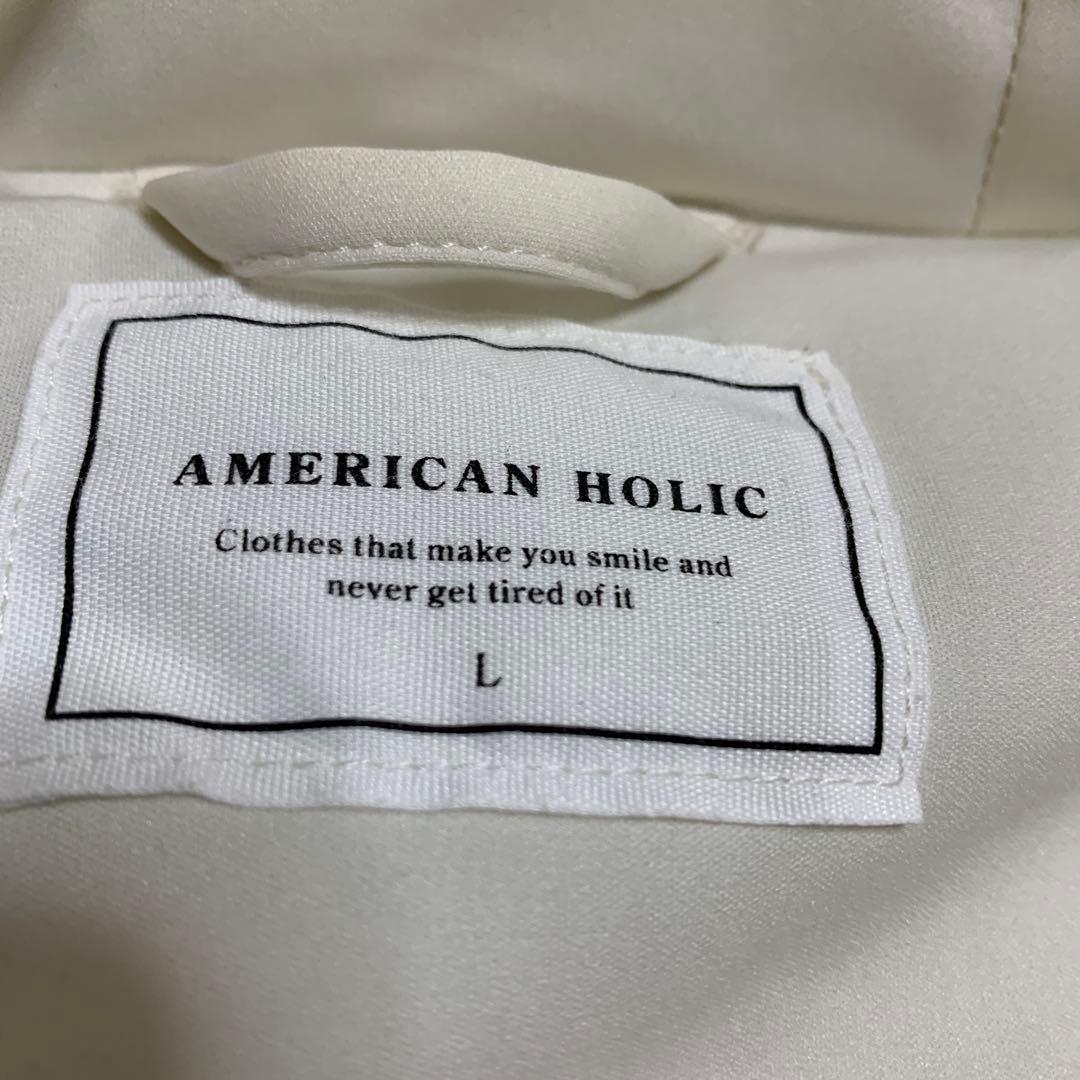 AMERICAN HOLIC
Clothes that make you smile and
never get tired of it
L